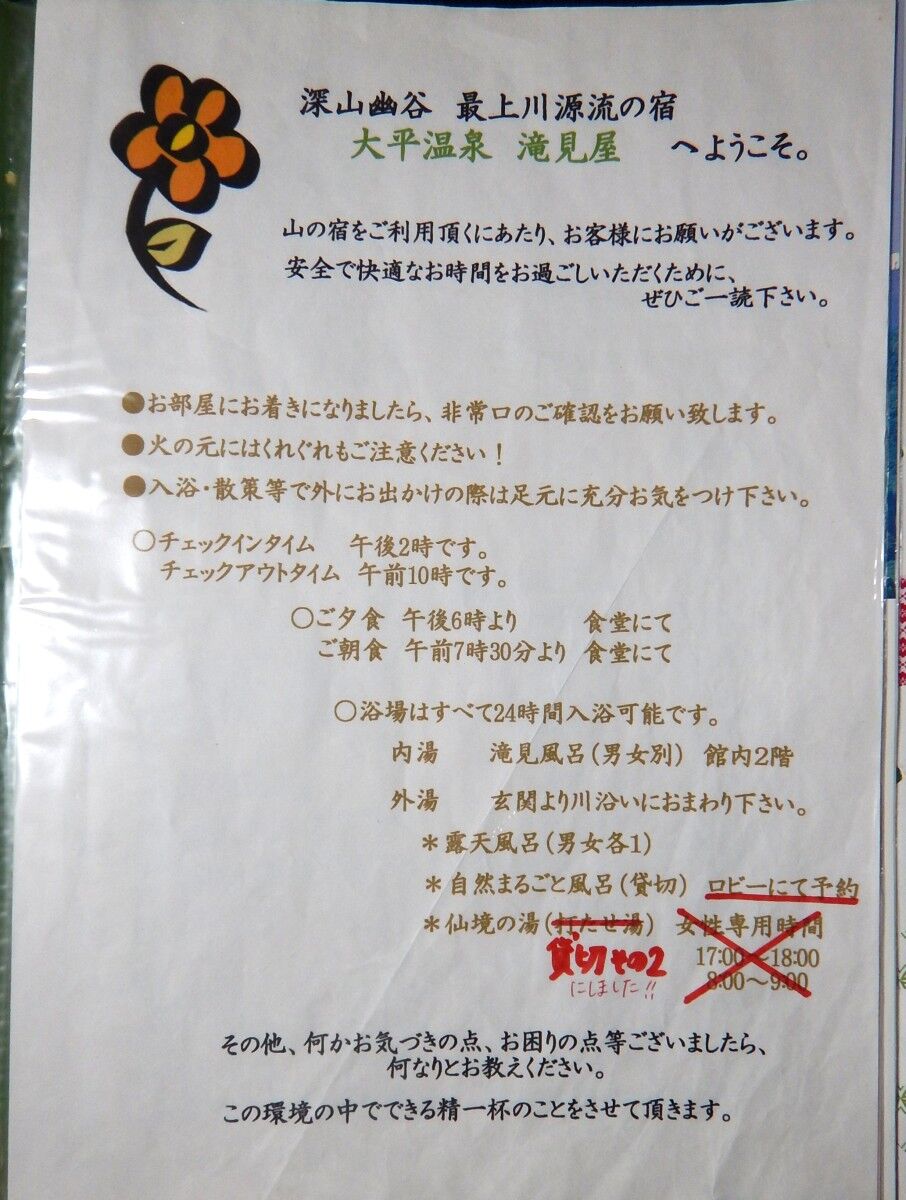 深山幽谷 最上川源流の宿
大平温泉 滝見屋 へようこそ。
山の宿をご利用頂くにあたり、お客様にお願いがございます。
安全で快適なお時間をお過ごしいただくために、
ぜひご一読下さい。
●お部屋にお着きになりましたら、非常口のご確認をお願い致します。
●火の元にはくれぐれもご注意ください！
●入浴・散策等で外にお出かけの際は足元に充分お気をつけ下さい。
〇チェックインタイム 午後2時です。
チェックアウトタイム 午前10時です。
〇ご夕食 午後6時より 食堂にて
ご朝食 午前7時30分より 食堂にて
〇浴場はすべて24時間入浴可能です。
内湯 滝見風呂(男女別) 館内2階
外湯 玄関より川沿いにおまわり下さい。
＊露天風呂(男女各1)
＊自然まるごと風呂(貸切) ロビーにて予約
＊仙境の湯(打たせ湯) 女性専用時間
貸切その2 17:00～18:00
にしました!! 8:00～9:00
その他、何かお気づきの点、お困りの点等ございましたら、
何なりとお教えください。
この環境の中でできる精一杯のことをさせて頂きます。